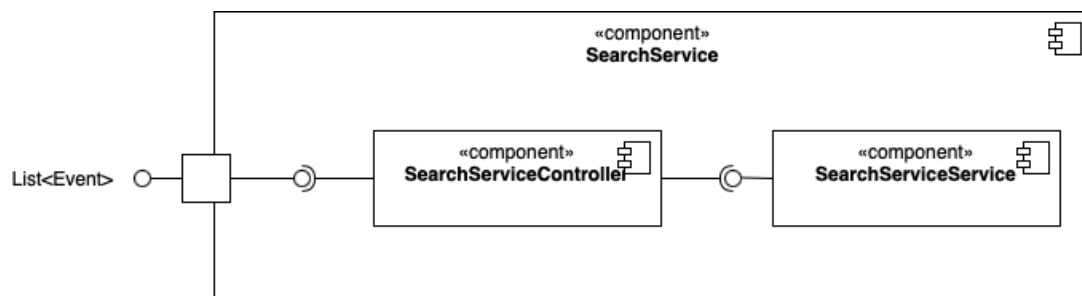 «component»
SearchService
List<Event>
«component»
SearchServiceController
«component»
SearchServiceService